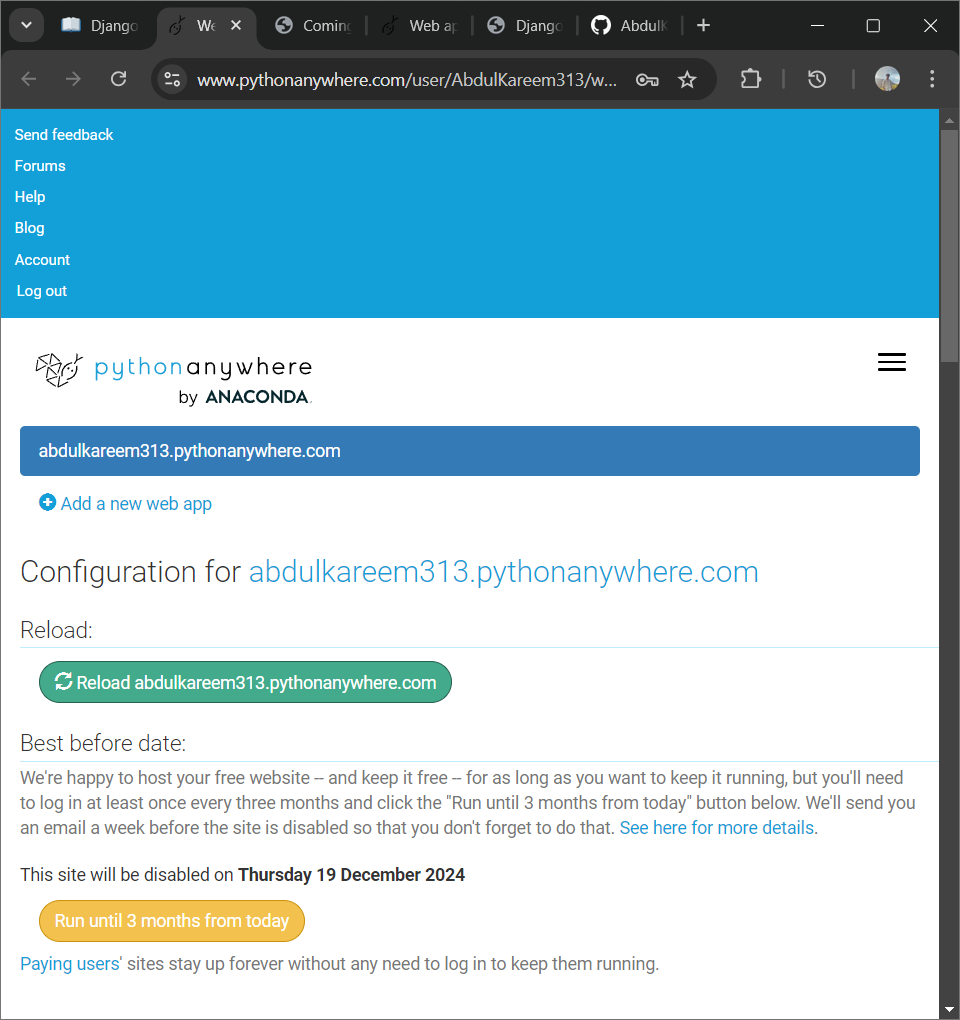 Django
We
Coming
Web ap
Django
AbdulK
www.pythonanywhere.com/user/AbdulKareem313/w...
Send feedback
Forums
Help
Blog
Account
Log out
pythonanywhere
by ANACONDA.
abdulkareem313.pythonanywhere.com
Add a new web app
Configuration for abdulkareem313.pythonanywhere.com
Reload:
Reload abdulkareem313.pythonanywhere.com
Best before date:
We're happy to host your free website -- and keep it free -- for as long as you want to keep it running, but you'll need
to log in at least once every three months and click the "Run until 3 months from today" button below. We'll send you
an email a week before the site is disabled so that you don't forget to do that. See here for more details.
This site will be disabled on Thursday 19 December 2024
Run until 3 months from today
Paying users' sites stay up forever without any need to log in to keep them running.